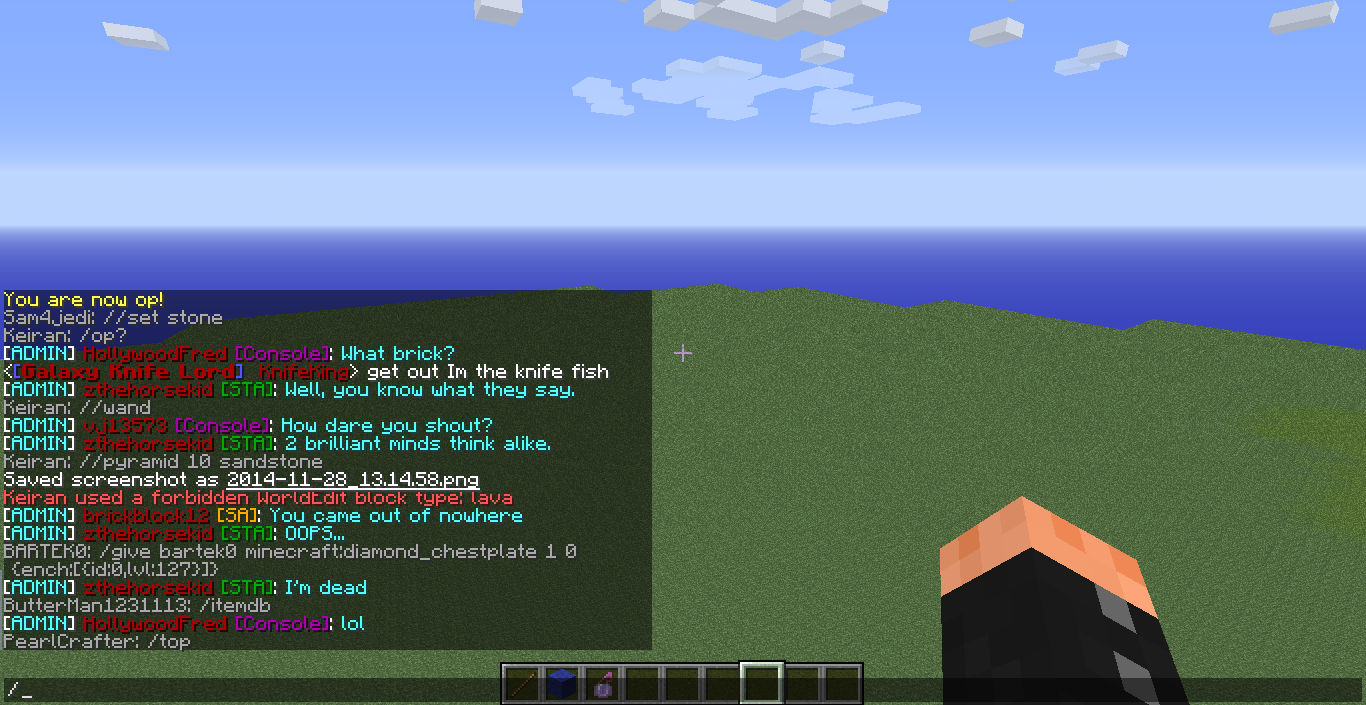 You are now op!
Sam4jedi: //set stone
Keiran: /op?
[ADMIN] HollywoodFred [Console]: What brick?
<[Galaxy Knife Lord] KnifeKing> get out Im the knife fish
[ADMIN] zthehorsekid [STA]: Well, you know what they say.
Keiran: //wand
[ADMIN] vj13573 [Console]: How dare you shout?
[ADMIN] zthehorsekid [STA]: 2 brilliant minds think alike.
Keiran: //pyramid 10 sandstone
Saved screenshot as 2014-11-28_13.14.58.png
Keiran used a forbidden WorldEdit block type: lava
[ADMIN] brickblock12 [SA]: You came out of nowhere
[ADMIN] zthehorsekid [STA]: OOPS...
BARTEK0: /give bartek0 minecraft:diamond_chestplate 1 0
{ench:[{id:0,lvl:127}]}
[ADMIN] zthehorsekid [STA]: I'm dead
ButterMan1231113: /itemdb
[ADMIN] HollywoodFred [Console]: lol
PearlCrafter: /top
/_